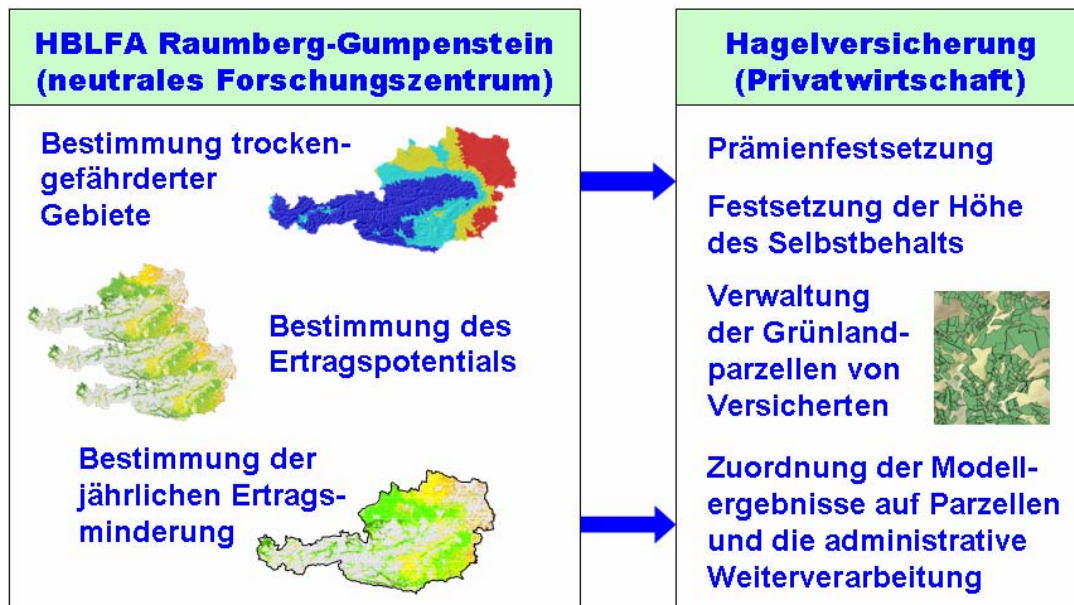 HBLFA Raumberg-Gumpenstein
(neutrales Forschungszentrum)
Bestimmung trocken-
gefährderter
Gebiete
Bestimmung des
Ertragspotentials
Bestimmung der
jährlichen Ertrags-
minderung
Hagelversicherung
(Privatwirtschaft)
Prämienfestsetzung
Festsetzung der Höhe
des Selbstbehalts
Verwaltung
der Grünland-
parzellen von
Versicherten
Zuordnung der Modell-
ergebnisse auf Parzellen
und die administrative
Weiterverarbeitung